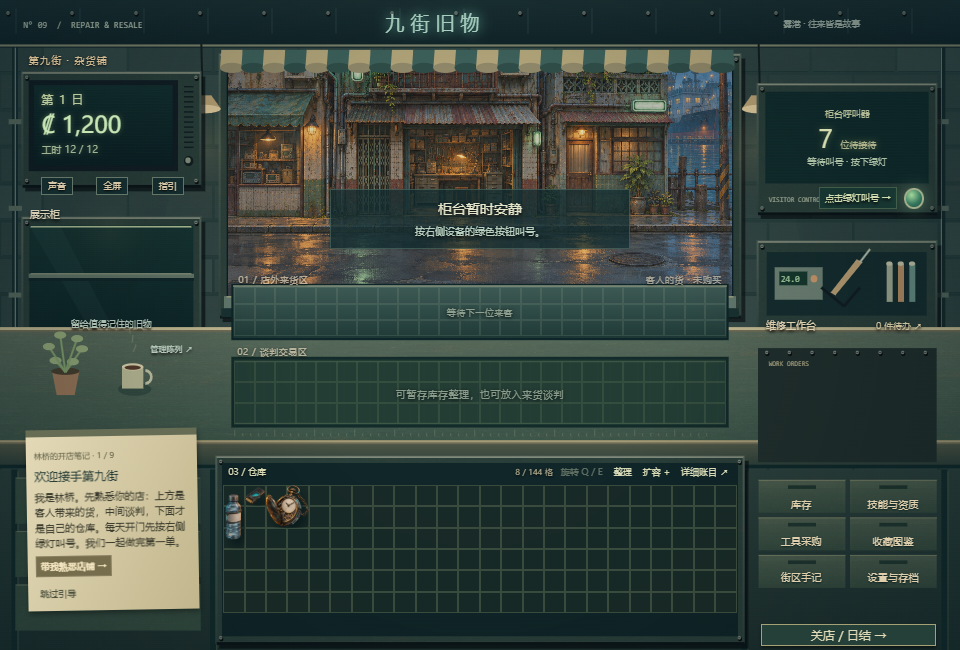 Nº 09 / REPAIR & RESALE
九街旧物
雾港·往来皆是故事
第九街·杂货铺
第 1 日
₡ 1,200
工时 12 / 12
声音
全屏
指引
展示柜
留给值得记住的旧物
管理陈列 ↗
柜台暂时安静
按右侧设备的绿色按钮叫号。
01 / 店外来货区
客人的货·未购买
等待下一位来客
02 / 谈判交易区
可暂存库存整理，也可放入来货谈判
柜台呼叫器
7 位待接待
等待叫号·按下绿灯
VISITOR CONTRO
点击绿灯叫号 →
24.0
维修工作台
0 件待办 ↗
WORK ORDERS
林桥的开店笔记 · 1 / 9
欢迎接手第九街
我是林桥。先熟悉你的店：上方是
客人带来的货，中间谈判，下面才
是自己的仓库。每天开门先按右侧
绿灯叫号。我们一起做完第一单。
带我熟悉店铺 →
跳过引导
03 / 仓库
8 / 144 格
旋转 Q / E
整理
扩容 +
详细账目 ↗
库存
技能与资质
工具采购
收藏图鉴
街区手记
设置与存档
关店 / 日结 →